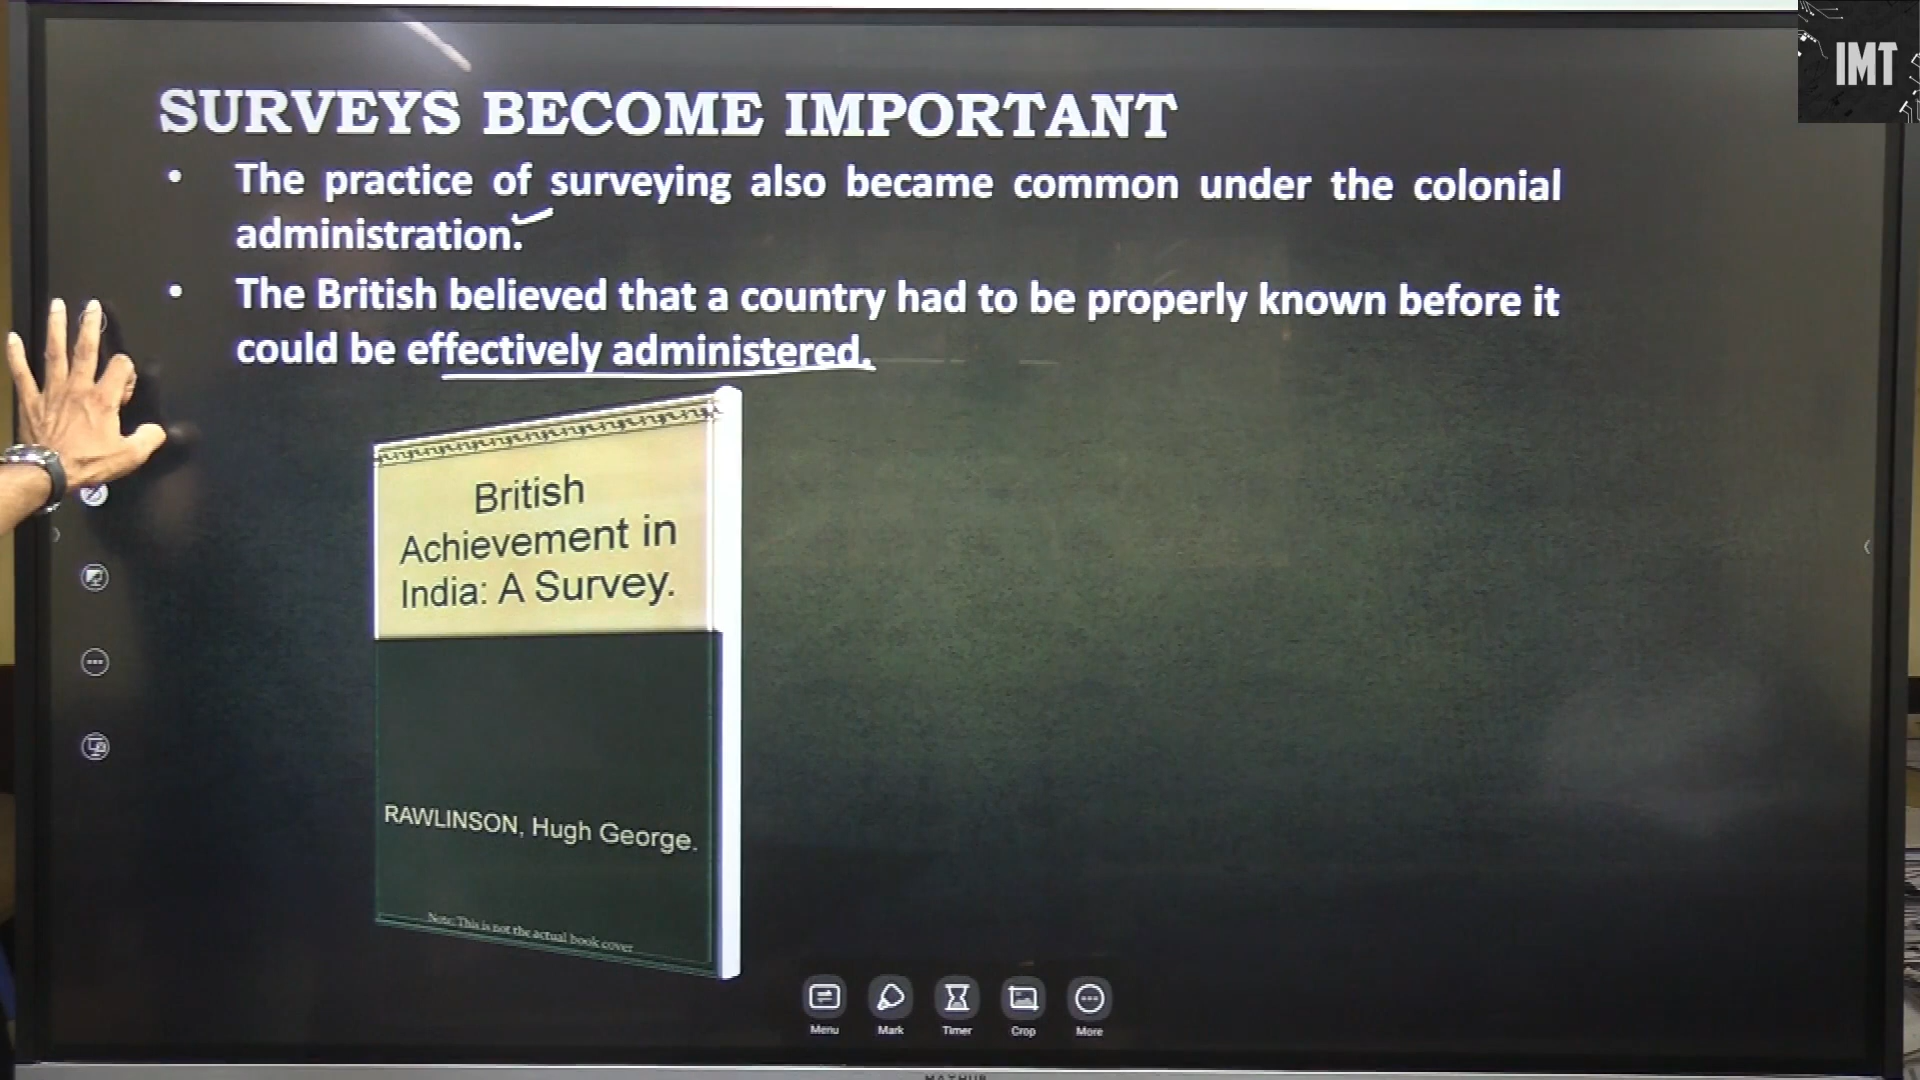 IMT
SURVEYS BECOME IMPORTANT
• The practice of surveying also became common under the colonial
administration.
• The British believed that a country had to be properly known before it
could be effectively administered.
British
Achievement in
India: A Survey.
RAWLINSON, Hugh George.
Note: This is not the actual book cover
Menu Mark Timer Crop More